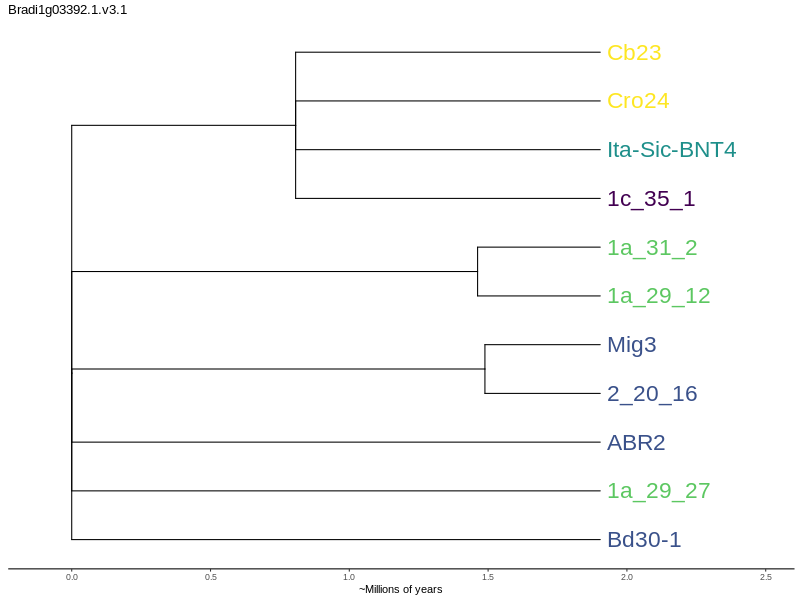 Bradi1g03392.1.v3.1
Cb23
Cro24
Ita-Sic-BNT4
1c_35_1
1a_31_2
1a_29_12
Mig3
2_20_16
ABR2
1a_29_27
Bd30-1
0.0 0.5 1.0 1.5 2.0 2.5
~Millions of years